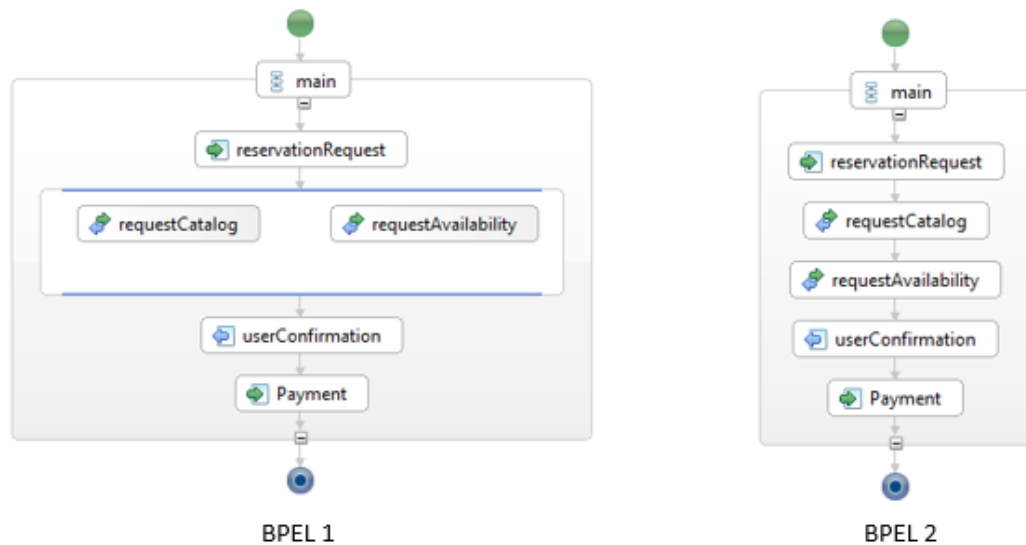 main
reservationRequest
requestCatalog requestAvailability
userConfirmation
Payment
BPEL 1
main
reservationRequest
requestCatalog
requestAvailability
userConfirmation
Payment
BPEL 2